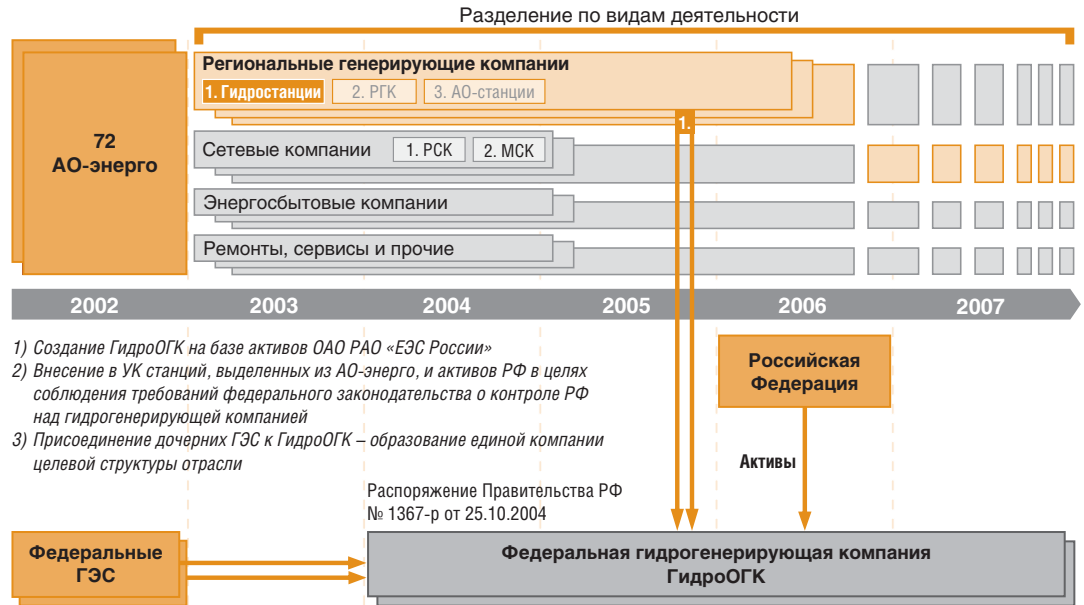 Разделение по видам деятельности
72
АО-энерго
Региональные генерирующие компании
1. Гидростанции
2. РГК
3. АО-станции
1.
Сетевые компании
1. РСК
2. МСК
Энергосбытовые компании
Ремонты, сервисы и прочие
2002
2003
2004
2005
2006
2007
1) Создание ГидроОГК на базе активов ОАО РАО «ЕЭС России»
2) Внесение в УК станций, выделенных из АО-энерго, и активов РФ в целях
соблюдения требований федерального законодательства о контроле РФ
над гидрогенерирующей компанией
3) Присоединение дочерних ГЭС к ГидроОГК – образование единой компании
целевой структуры отрасли
Российская
Федерация
Активы
Распоряжение Правительства РФ
№ 1367-р от 25.10.2004
Федеральные
ГЭС
Федеральная гидрогенерирующая компания
ГидроОГК